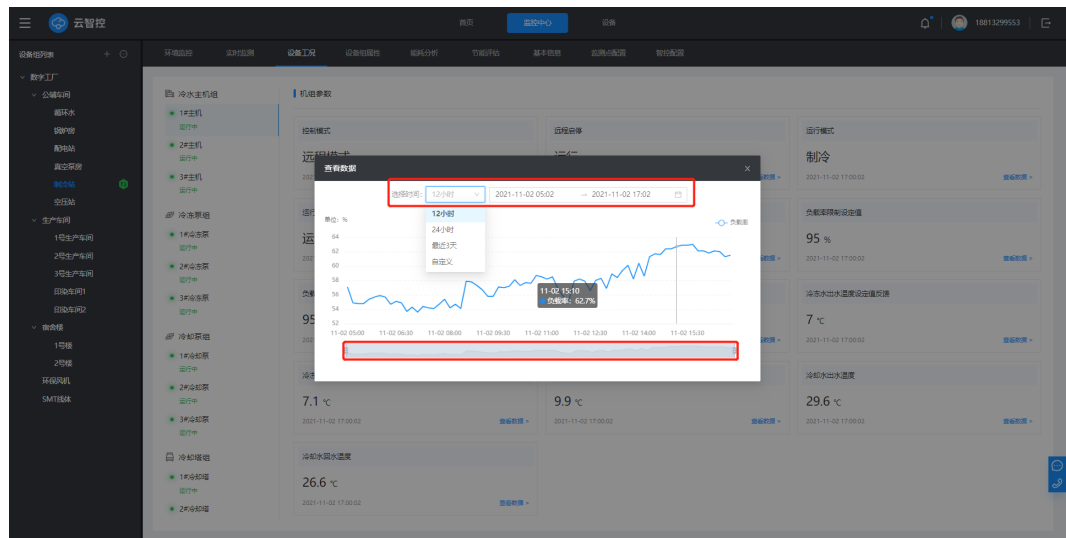 云智控
首页
监控中心
设备
18813299553
设备组列表
环境监控
实时监测
设备工况
设备组属性
能耗分析
节能评估
基本信息
监测点配置
智控配置
数字工厂
公辅车间
循环水
锅炉房
配电站
真空泵房
制冷站
空压站
生产车间
1号生产车间
2号生产车间
3号生产车间
印染车间1
印染车间2
宿舍楼
1号楼
2号楼
环保风机
SMT线体
冷水主机组
1#主机
运行中
2#主机
运行中
3#主机
运行中
冷冻泵组
1#冷冻泵
运行中
2#冷冻泵
运行中
3#冷冻泵
运行中
冷却泵组
1#冷却泵
运行中
2#冷却泵
运行中
3#冷却泵
运行中
冷却塔组
1#冷却塔
运行中
2#冷却塔
机组参数
控制模式
远程启停
运行模式
制冷
2021-11-02 17:00:02
查看数据 »
查看数据
选择时间:
12小时
2021-11-02 05:02
→ 2021-11-02 17:02
12小时
24小时
最近3天
自定义
单位: %
负载率
64
62
60
58
56
54
52
11-02 15:10
负载率: 62.7%
11-02 05:00
11-02 06:30
11-02 08:00
11-02 09:30
11-02 11:00
11-02 12:30
11-02 14:00
11-02 15:30
负载率限制设定值
95 %
2021-11-02 17:00:02
查看数据 »
冷冻水出水温度设定值反馈
7 ℃
2021-11-02 17:00:02
查看数据 »
7.1 ℃
2021-11-02 17:00:02
查看数据 »
9.9 ℃
2021-11-02 17:00:02
查看数据 »
冷却水出水温度
29.6 ℃
2021-11-02 17:00:02
查看数据 »
冷却水回水温度
26.6 ℃
2021-11-02 17:00:02
查看数据 »